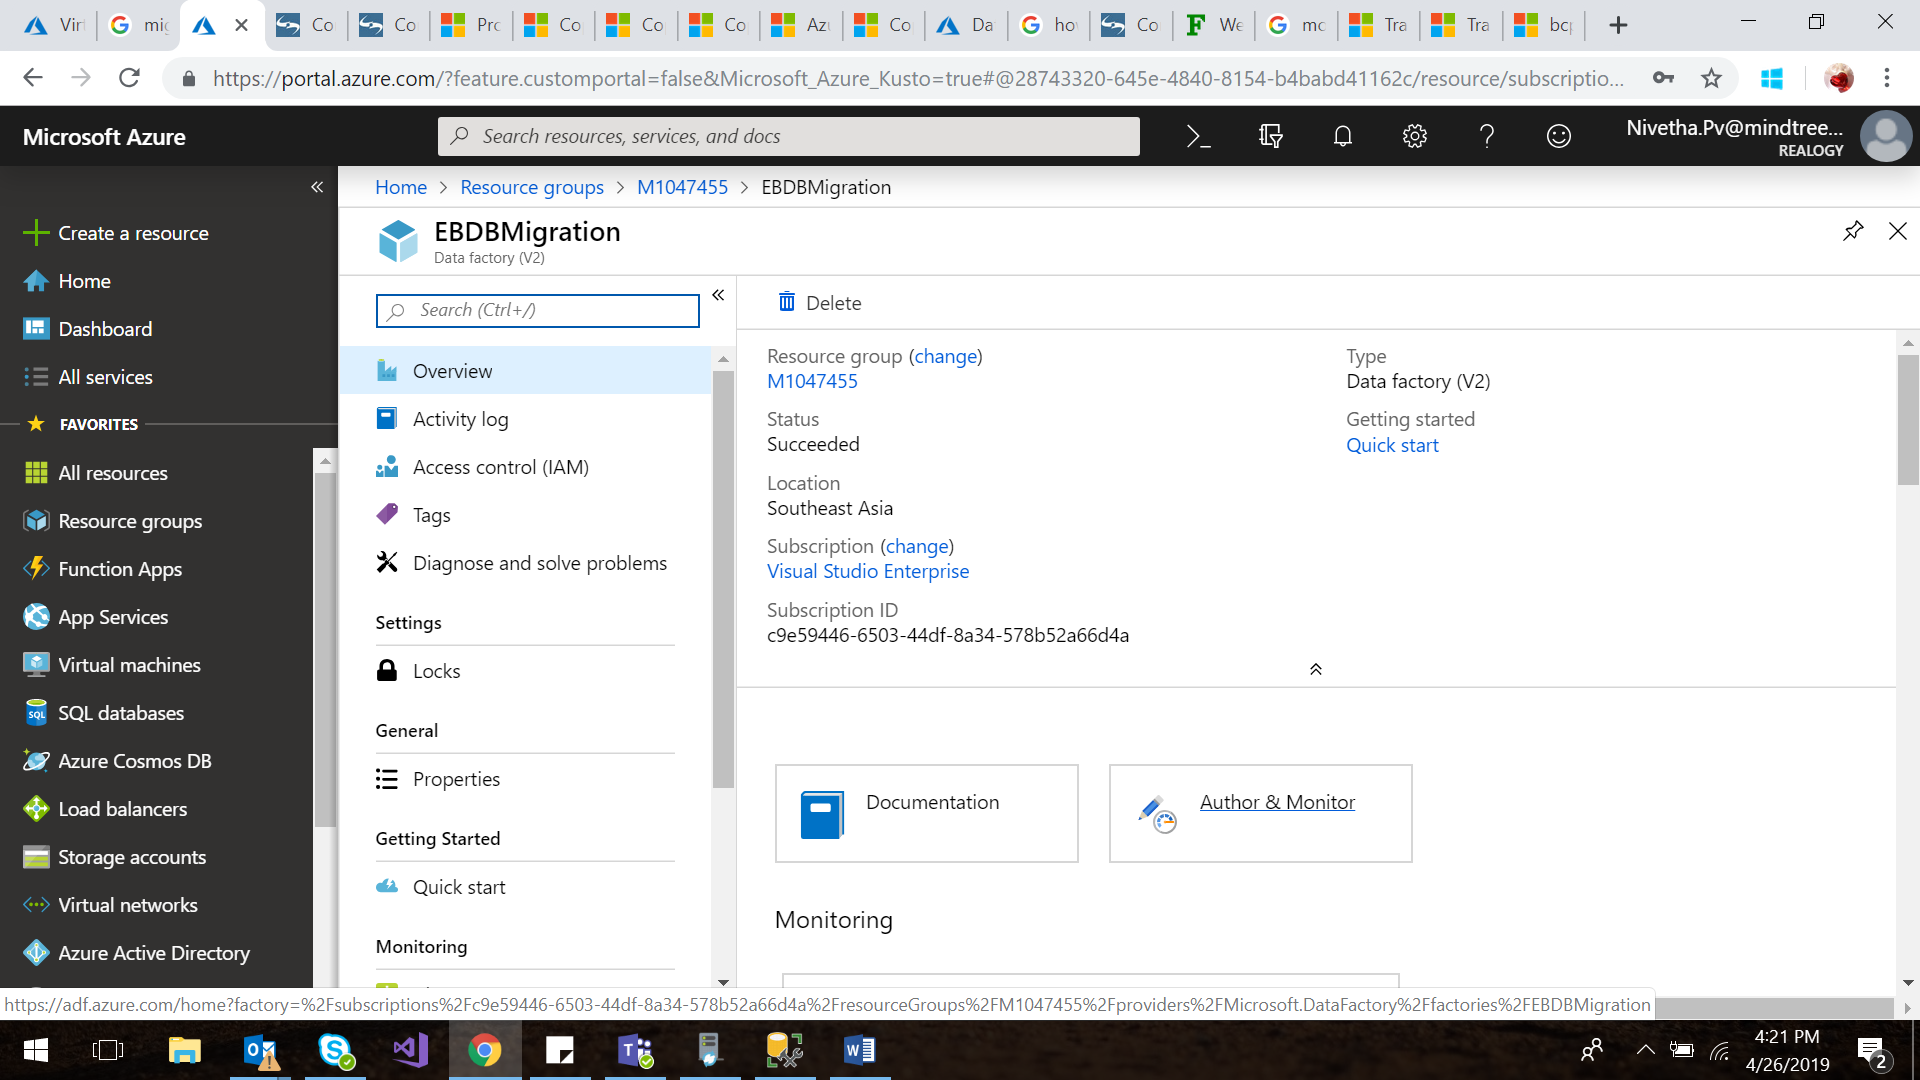 Virt
mig
Co
Co
Pro
Co
Co
Co
Azu
Co
Da
ho
Co
We
mo
Tra
Tra
bcp
https://portal.azure.com/?feature.customportal=false&Microsoft_Azure_Kusto=true#@28743320-645e-4840-8154-b4babd41162c/resource/subscriptio...
Microsoft Azure
Search resources, services, and docs
Nivetha.Pv@mindtree...
REALOGY
Home > Resource groups > M1047455 > EBDBMigration
EBDBMigration
Data factory (V2)
Create a resource
Home
Dashboard
All services
FAVORITES
All resources
Resource groups
Function Apps
App Services
Virtual machines
SQL databases
Azure Cosmos DB
Load balancers
Storage accounts
Virtual networks
Azure Active Directory
Search (Ctrl+/)
Overview
Activity log
Access control (IAM)
Tags
Diagnose and solve problems
Settings
Locks
General
Properties
Getting Started
Quick start
Monitoring
Delete
Resource group (change)
M1047455
Status
Succeeded
Location
Southeast Asia
Subscription (change)
Visual Studio Enterprise
Subscription ID
c9e59446-6503-44df-8a34-578b52a66d4a
Type
Data factory (V2)
Getting started
Quick start
Documentation
Author & Monitor
Monitoring
https://adf.azure.com/home?factory=%2Fsubscriptions%2Fc9e59446-6503-44df-8a34-578b52a66d4a%2FresourceGroups%2FM1047455%2Fproviders%2FMicrosoft.DataFactory%2Ffactories%2FEBDBMigration
4:21 PM
4/26/2019
2